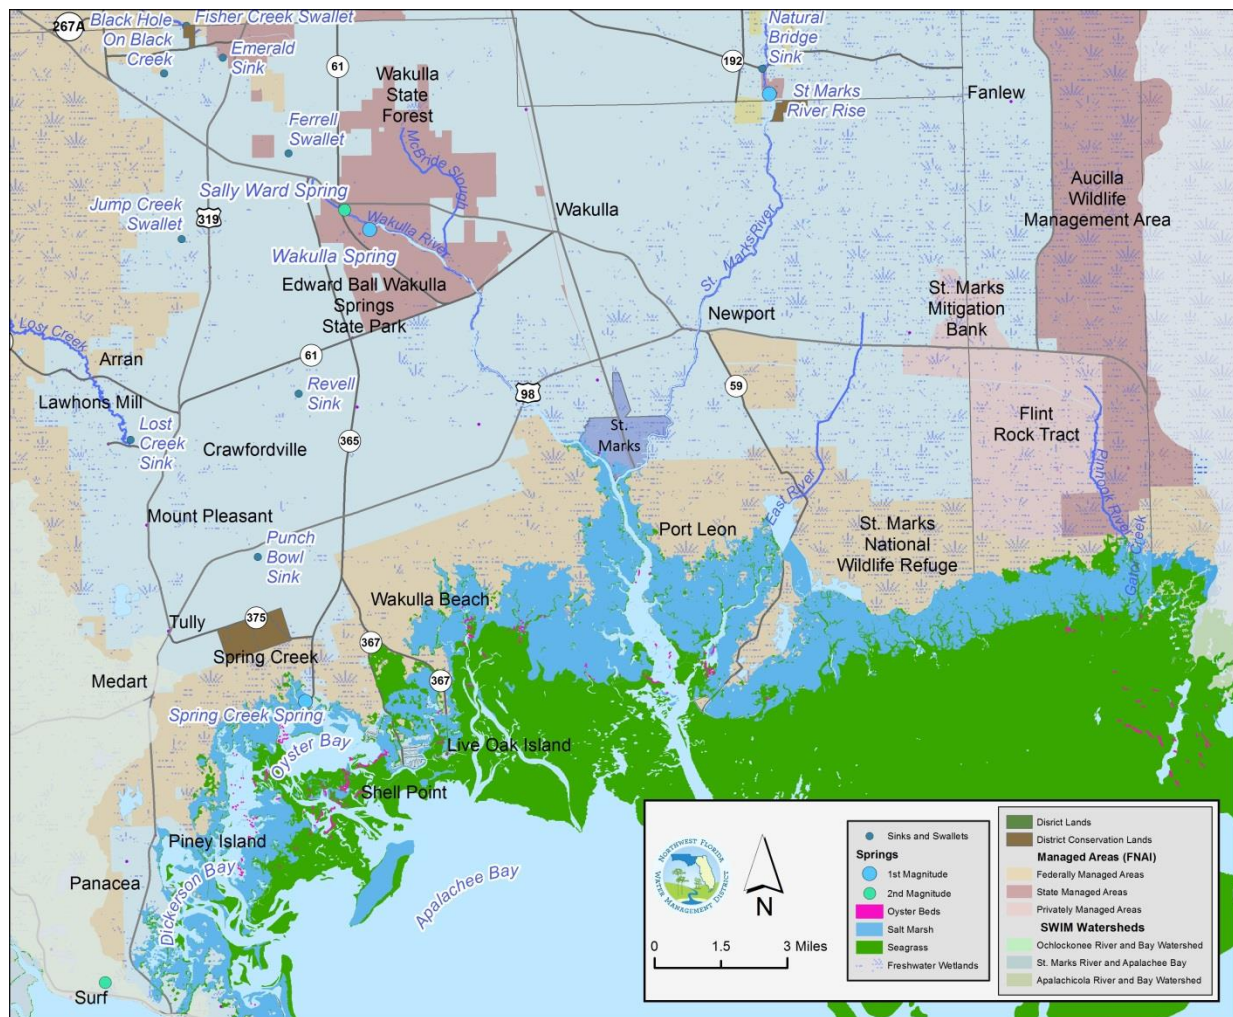 267A
Black Hole
On Black
Creek
Fisher Creek Swallet
Emerald
Sink
61
Wakulla
State
Forest
Natural
Bridge
Sink
192
St Marks
River Rise
Fanlew
Ferrell
Swallet
McBride Slough
Sally Ward Spring
Jump Creek
Swallet
319
Wakulla River
Wakulla
Wakulla Spring
Aucilla
Wildlife
Management Area
St. Marks River
Edward Ball Wakulla
Springs
State Park
St. Marks
Mitigation
Bank
Newport
Lost Creek
Arran
61
Revell
Sink
98
59
Lawhons Mill
Lost
Creek
Sink
Crawfordville
365
St.
Marks
Flint
Rock Tract
Pinhook River
Mount Pleasant
Punch
Bowl
Sink
Port Leon
East River
St. Marks
National
Wildlife Refuge
Gator Creek
Wakulla Beach
Tully
375
Spring Creek
367
367
Medart
Spring Creek Spring
Oyster Bay
Live Oak Island
Shell Point
Piney Island
Panacea
Dickerson Bay
Apalachee Bay
Surf
NORTHWEST FLORIDA
WATER MANAGEMENT DISTRICT
N
0 1.5 3 Miles
Sinks and Swallets
Springs
1st Magnitude
2nd Magnitude
Oyster Beds
Salt Marsh
Seagrass
Freshwater Wetlands
Disrict Lands
District Conservation Lands
Managed Areas (FNAI)
Federally Managed Areas
State Managed Areas
Privately Managed Areas
SWIM Watersheds
Ochlockonee River and Bay Watershed
St. Marks River and Apalachee Bay
Apalachicola River and Bay Watershed